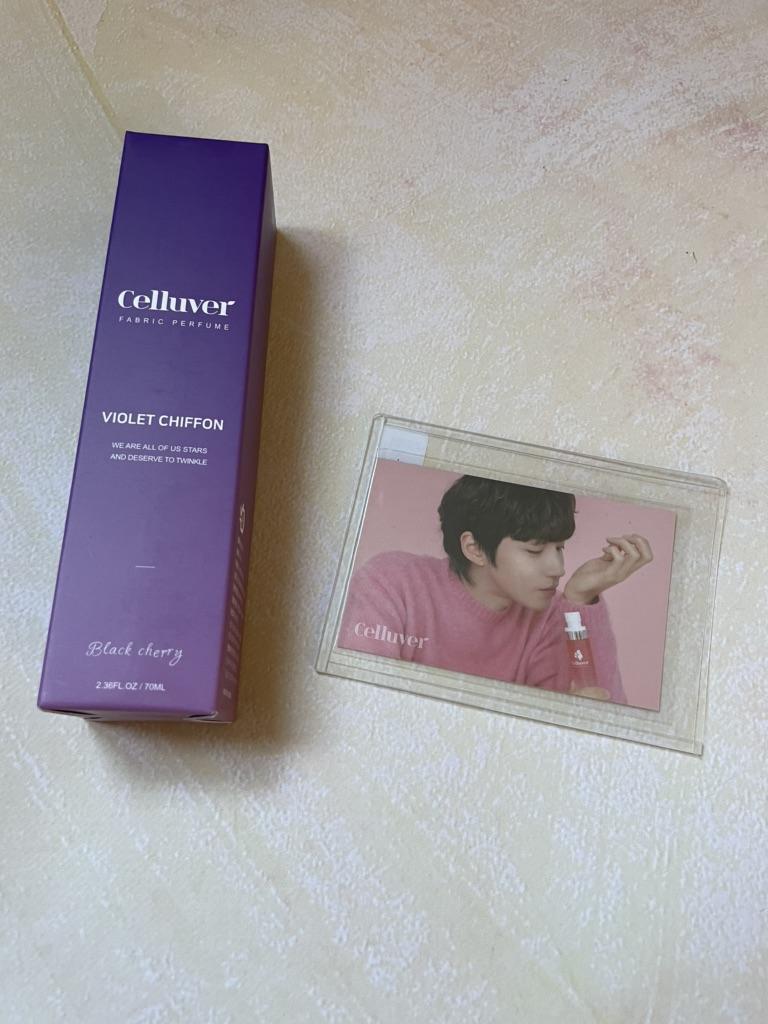 Celluver
FABRIC PERFUME
VIOLET CHIFFON
WE ARE ALL OF US STARS
AND DESERVE TO TWINKLE
Black cherry
2.36FL.OZ / 70ML
Celluver
Celluver